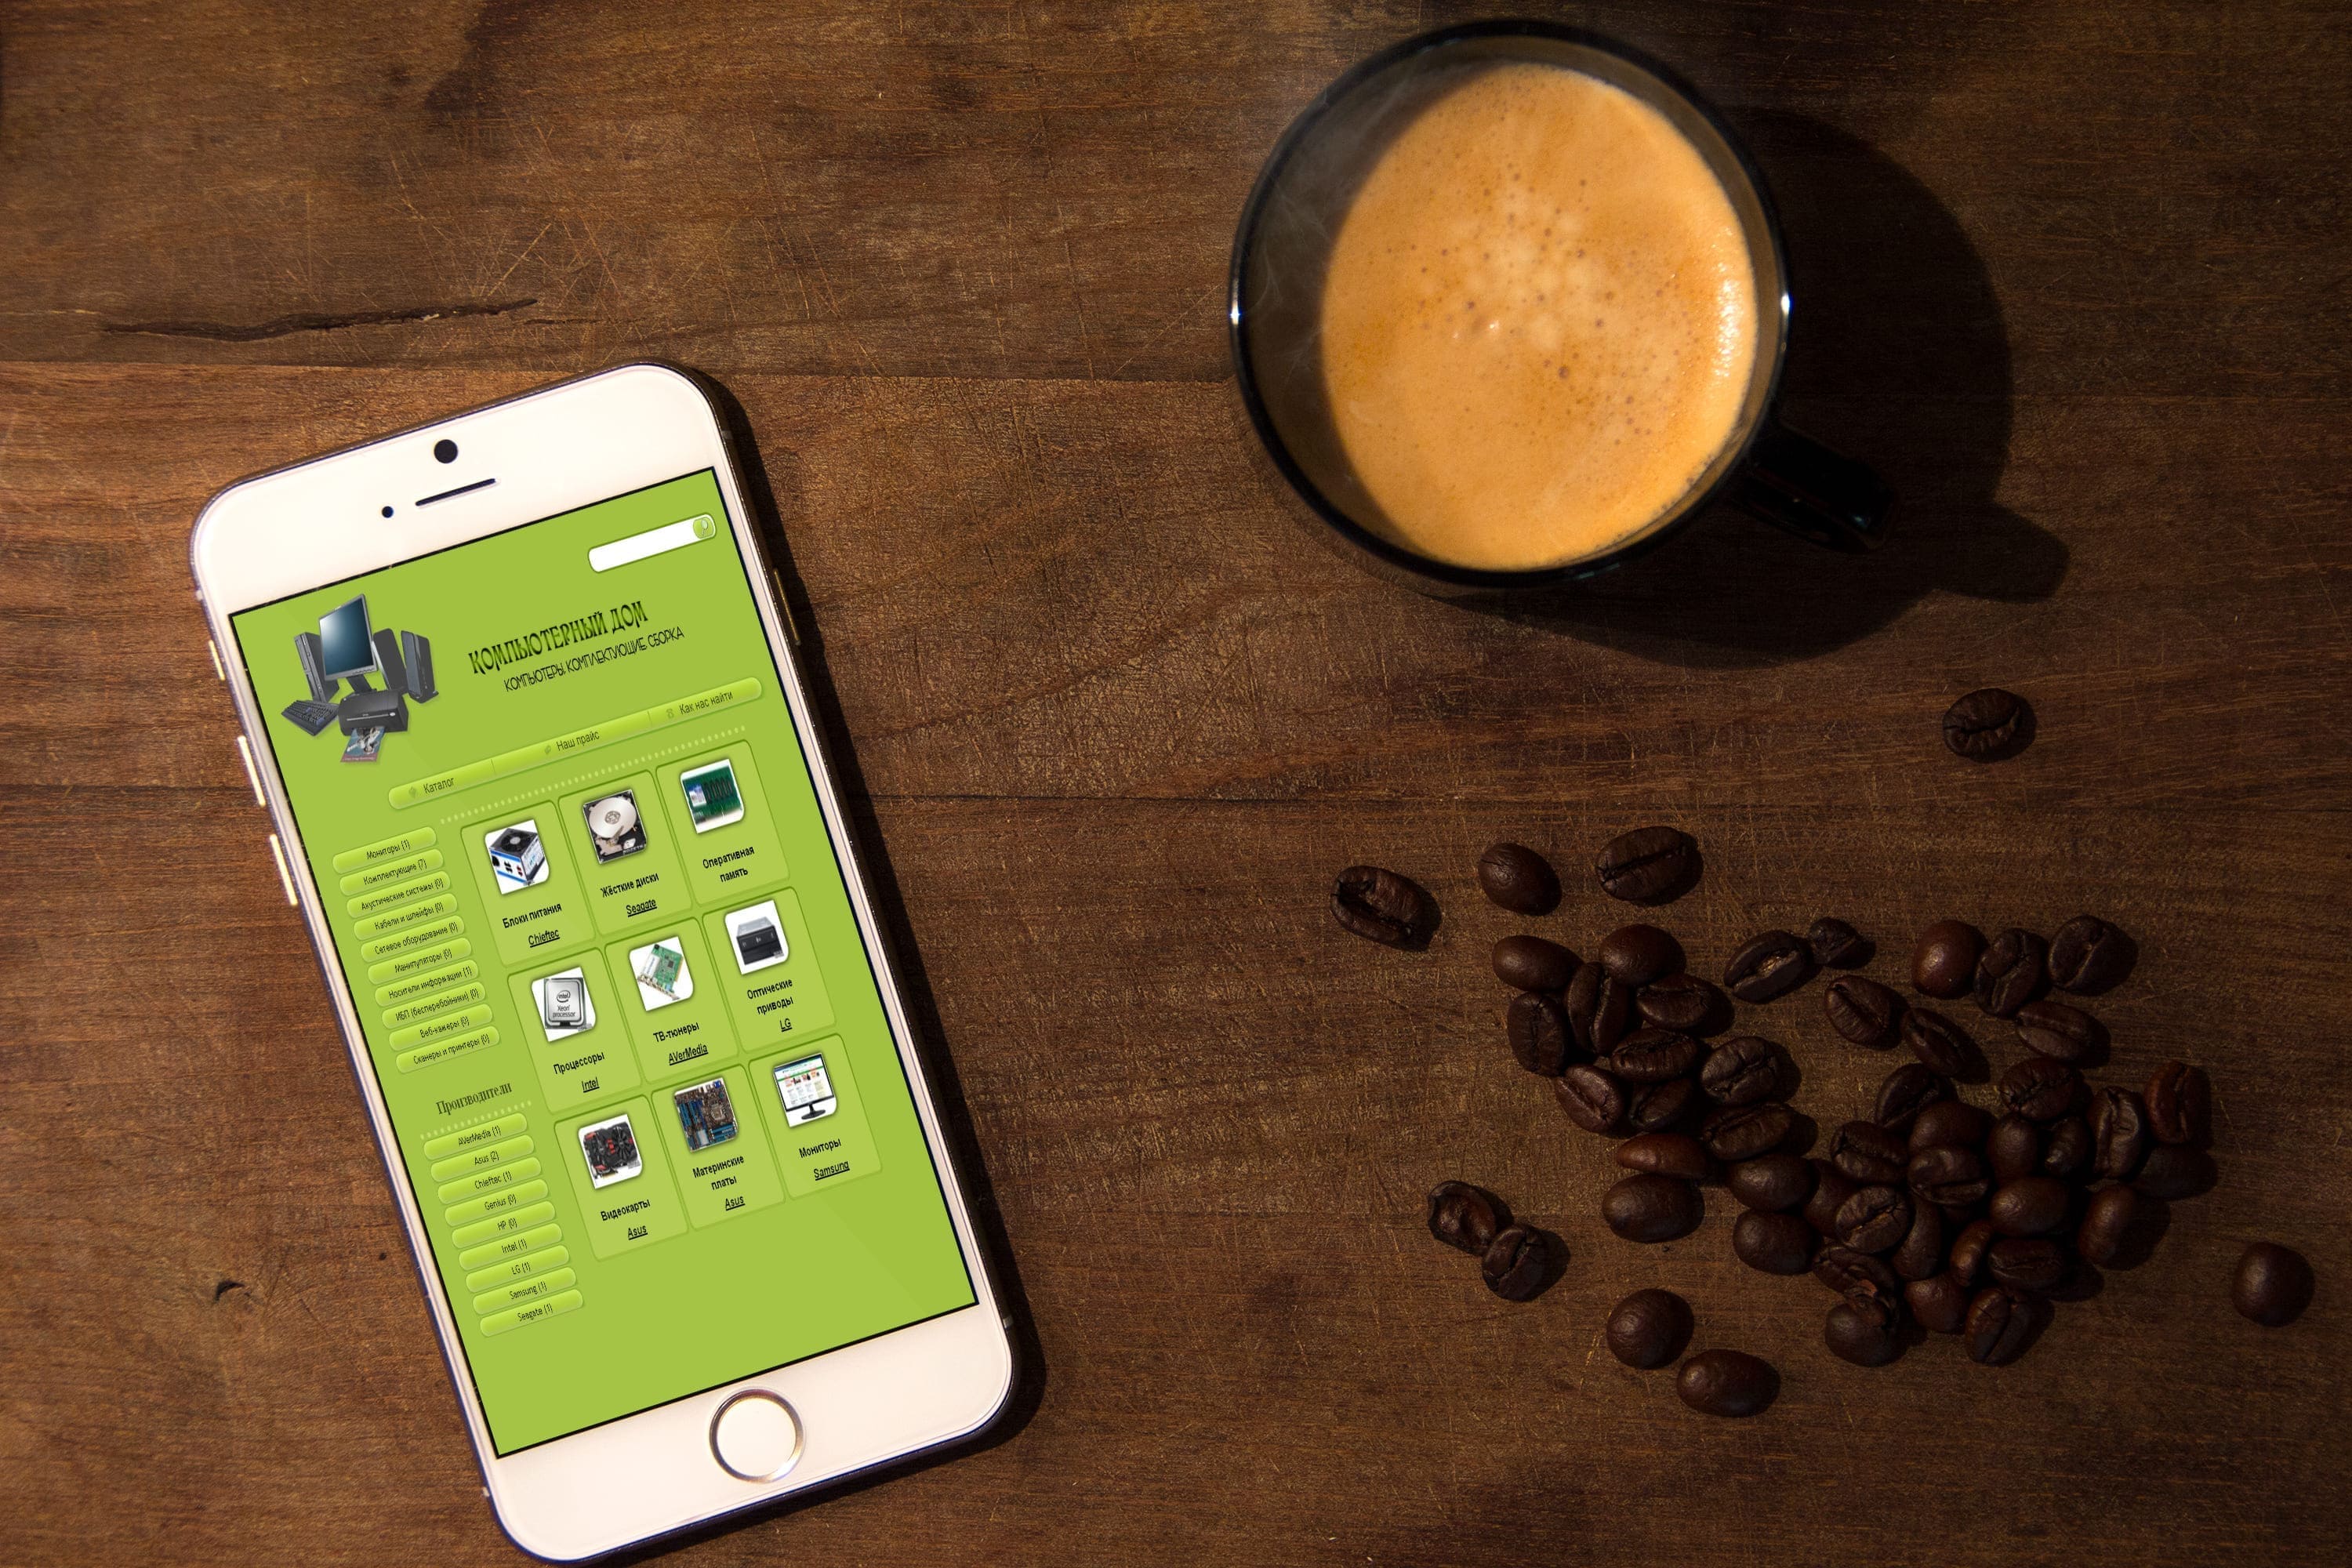 КОМПЬЮТЕРНЫЙ ДОМ
КОМПЬЮТЕРЫ. КОМПЛЕКТУЮЩИЕ. СБОРКА
Каталог
Наш прайс
Как нас найти
Мониторы (1)
Комплектующие (7)
Акустические системы (0)
Кабели и шлейфы (0)
Сетевое оборудование (0)
Манипуляторы (0)
Носители информации (1)
ИБП (бесперебойники) (0)
Веб-камеры (0)
Сканеры и принтеры (0)
Производители
AVerMedia (1)
Asus (2)
Chieftec (1)
Genius (0)
HP (0)
Intel (1)
LG (1)
Samsung (1)
Seagate (1)
Блоки питания
Chieftec
Жёсткие диски
Seagate
Оперативная
память
intel
Xeon
processor
Процессоры
Intel
ТВ-тюнеры
AVerMedia
Оптические
приводы
LG
Видеокарты
Asus
Материнские
платы
Asus
Мониторы
Samsung